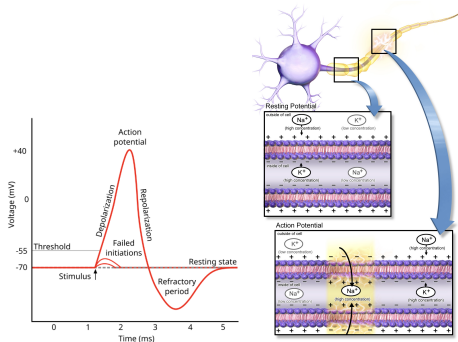 +40
0
-55
-70
Voltage (mV)
Action
potential
Depolarization
Repolarization
Threshold
Failed
initiations
Resting state
Stimulus
Refractory
period
0
1
2
3
4
5
Time (ms)
Resting Potential
outside of cell
Na+
(high concentration)
K+
(low concentration)
inside of cell
K+
(high concentration)
Na+
(low concentration)
Action Potential
outside of cell
K+
(low concentration)
Na+
(high concentration)
inside of cell
Na+
(low concentration)
Na+
(high concentration)
K+
(high concentration)